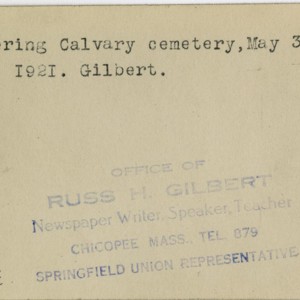 ering Calvary cemetery,May 3
1921. Gilbert.
OFFICE OF
RUSS H. GILBERT
Newspaper Writer, Speaker, Teacher
CHICOPEE MASS., TEL. 879
SPRINGFIELD UNION REPRESENTATIVE